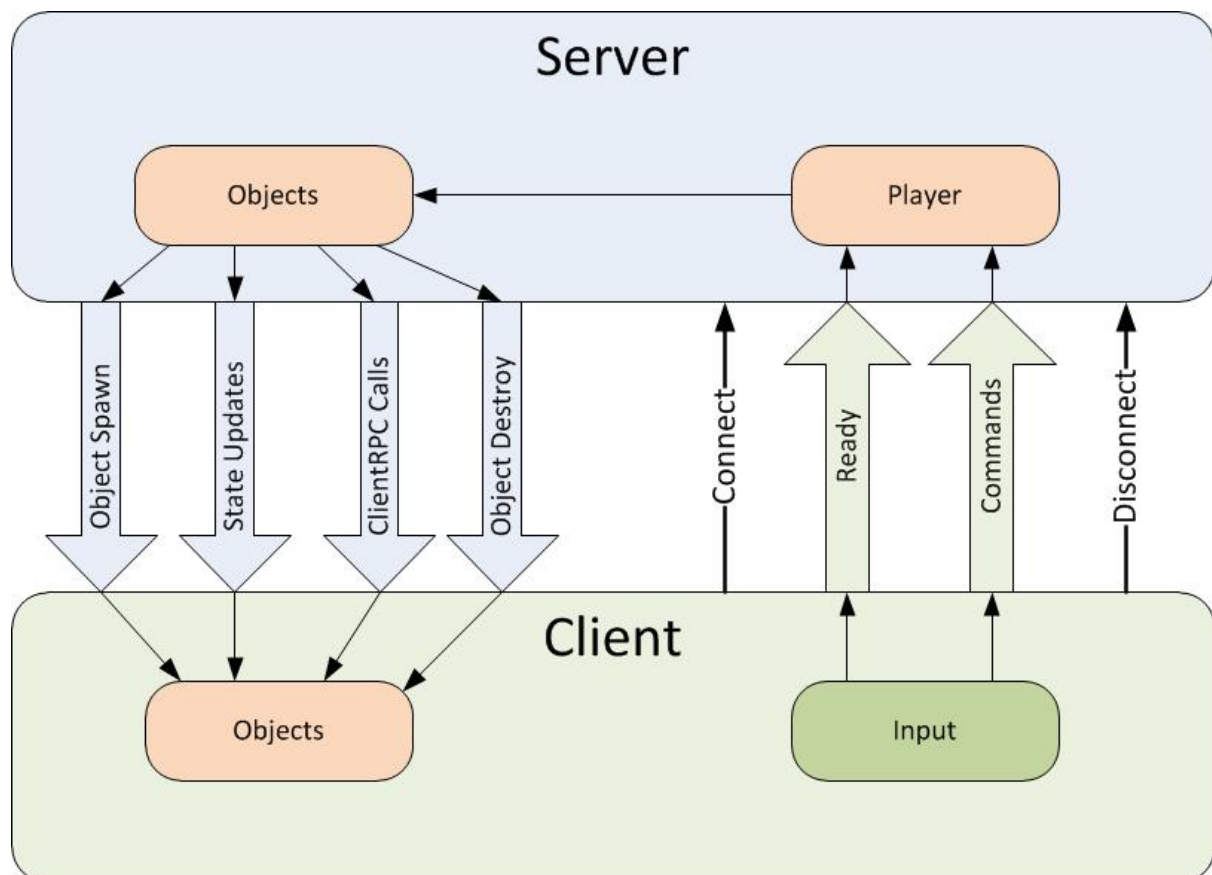 Server
Objects
Player
Object Spawn
State Updates
ClientRPC Calls
Object Destroy
Connect
Ready
Commands
Disconnect
Client
Objects
Input